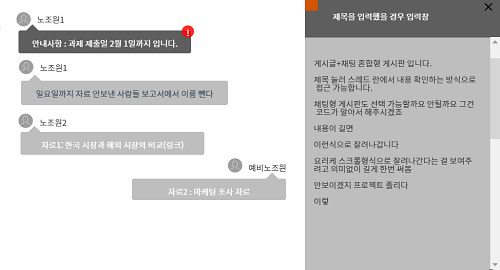 노조원1
안내사항 : 과제 제출일 2월 1일까지 입니다.
!
노조원1
일요일까지 자료 안보낸 사람들 보고서에서 이름 뺀다
노조원2
자료1: 한국 시장과 해외 시장의 비교(링크)
예비노조원
자료2 : 마케팅 조사 자료
제목을 입력했을 경우 입력창
게시글+채팅 혼합형 게시판 입니다.
제목 눌러 스레드 란에서 내용 확인하는 방식으로
접근 가능합니다.
채팅형 게시판도 선택 가능할까요 안될까요 그건
코드가 알아서 해주시겠죠
내용이 길면
이런식으로 잘려나갑니다
요러케 스크롤형식으로 잘려나간다는 걸 보여주
려고 의미없이 길게 한번 써봄
안보이겠지 프로젝트 졸리다
이렇